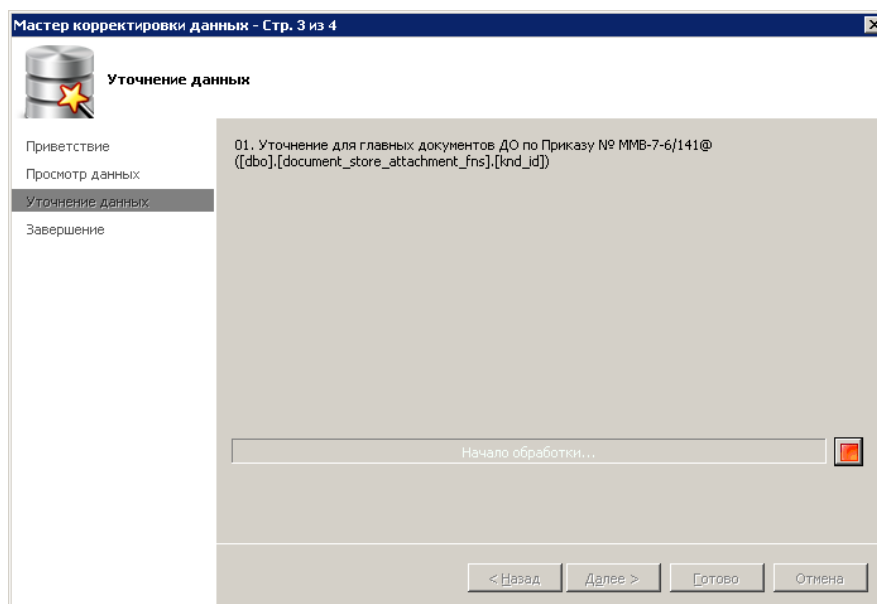 Мастер корректировки данных - Стр. 3 из 4
Уточнение данных
Приветствие
Просмотр данных
Уточнение данных
Завершение
01. Уточнение для главных документов ДО по Приказу № ММВ-7-6/141@
([dbo].[document_store_attachment_fns].[knd_id])
Начало обработки...
< Назад Далее > Готово Отмена